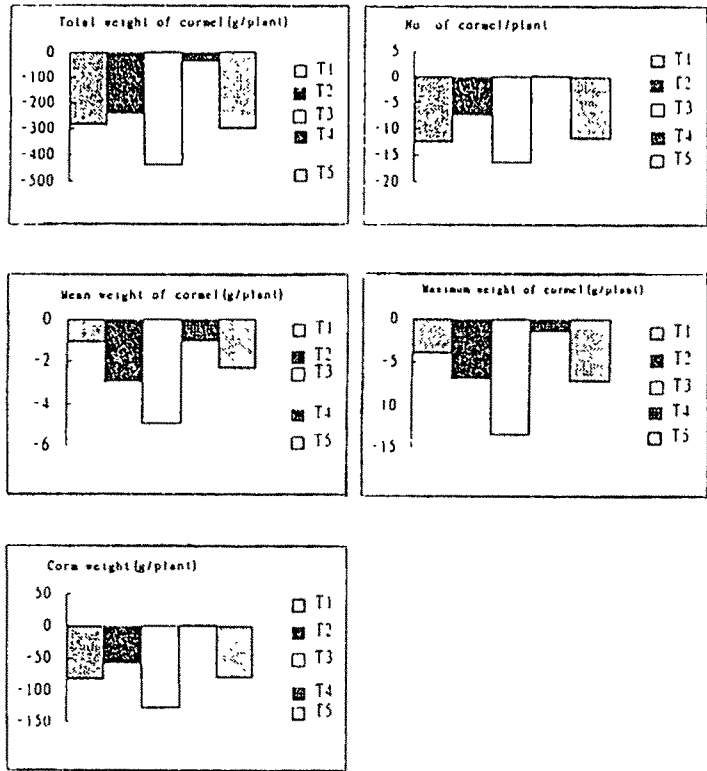 Total weight of cormel (g/plant)
0
-100
-200
-300
-400
-500
T1
T2
T3
T4
T5
No. of cormel/plant
5
0
-5
-10
-15
-20
T1
T2
T3
T4
T5
Mean weight of cormel (g/plant)
0
-2
-4
-6
T1
T2
T3
T4
T5
Maximum weight of cormel (g/plant)
0
-5
10
-15
T1
T2
T3
T4
T5
Corm weight (g/plant)
50
0
-50
-100
-150
T1
T2
T3
T4
T5